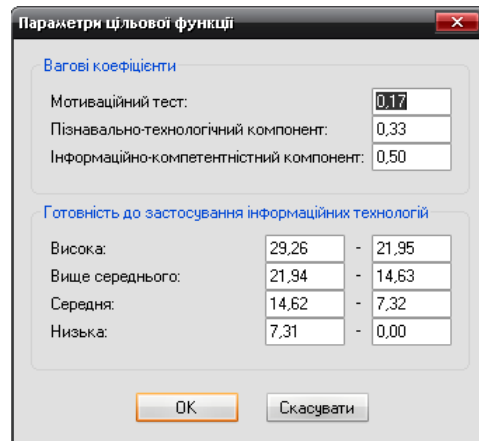 Параметри цільової функції
Вагові коефіцієнти
Мотиваційний тест: 0,17
Пізнавально-технологічний компонент: 0,33
Інформаційно-компетентністний компонент: 0,50
Готовність до застосування інформаційних технологій
Висока: 29,26 - 21,95
Вище середнього: 21,94 - 14,63
Середня: 14,62 - 7,32
Низька: 7,31 - 0,00
OK Скасувати